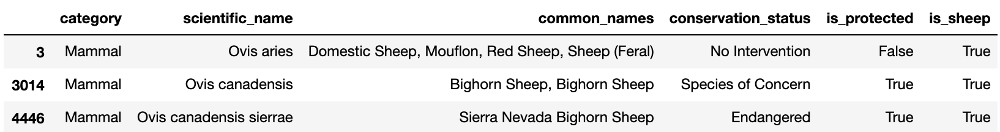 category scientific_name common_names conservation_status is_protected is_sheep
3 Mammal Ovis aries Domestic Sheep, Mouflon, Red Sheep, Sheep (Feral) No Intervention False True
3014 Mammal Ovis canadensis Bighorn Sheep, Bighorn Sheep Species of Concern True True
4446 Mammal Ovis canadensis sierrae Sierra Nevada Bighorn Sheep Endangered True True